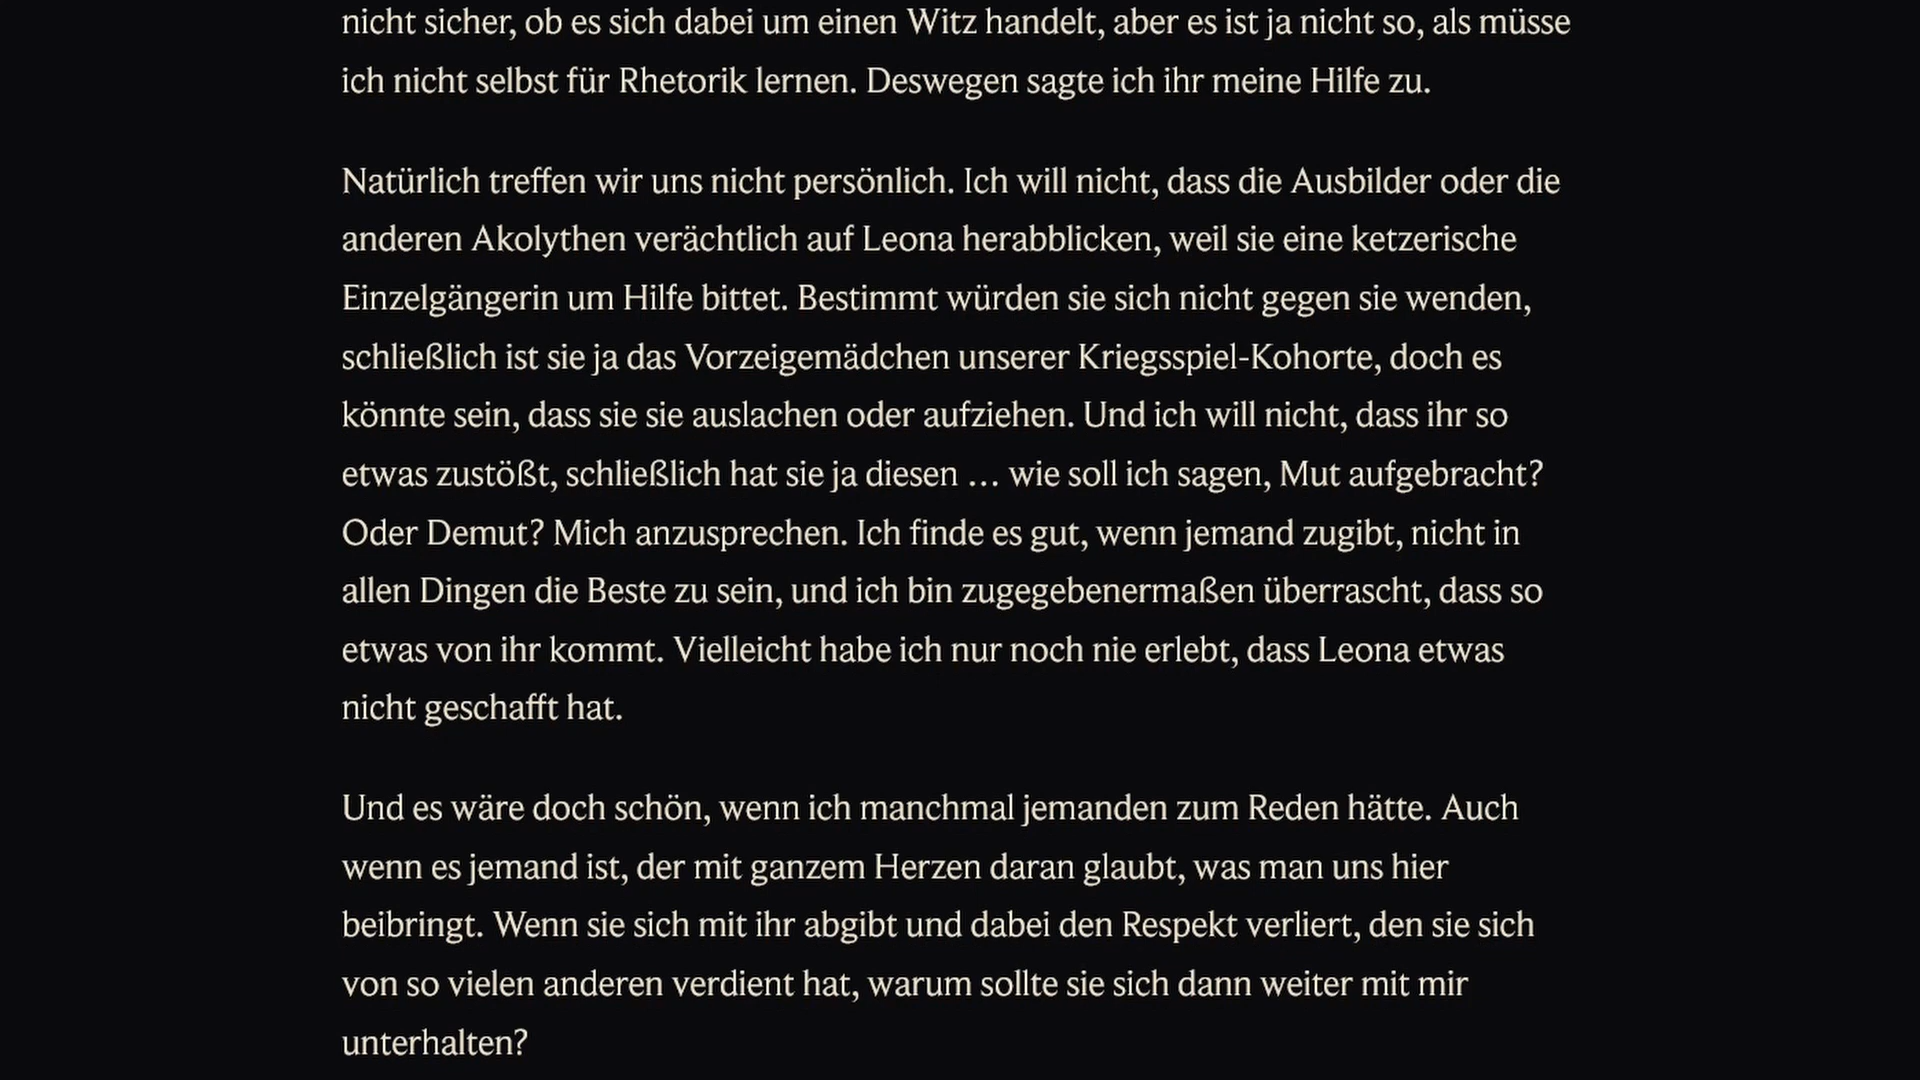 nicht sicher, ob es sich dabei um einen Witz handelt, aber es ist ja nicht so, als müsse
ich nicht selbst für Rhetorik lernen. Deswegen sagte ich ihr meine Hilfe zu.
Natürlich treffen wir uns nicht persönlich. Ich will nicht, dass die Ausbilder oder die
anderen Akolythen verächtlich auf Leona herabblicken, weil sie eine ketzerische
Einzelgängerin um Hilfe bittet. Bestimmt würden sie sich nicht gegen sie wenden,
schließlich ist sie ja das Vorzeigemädchen unserer Kriegsspiel-Kohorte, doch es
könnte sein, dass sie sie auslachen oder aufziehen. Und ich will nicht, dass ihr so
etwas zustößt, schließlich hat sie ja diesen … wie soll ich sagen, Mut aufgebracht?
Oder Demut? Mich anzusprechen. Ich finde es gut, wenn jemand zugibt, nicht in
allen Dingen die Beste zu sein, und ich bin zugegebenermaßen überrascht, dass so
etwas von ihr kommt. Vielleicht habe ich nur noch nie erlebt, dass Leona etwas
nicht geschafft hat.
Und es wäre doch schön, wenn ich manchmal jemanden zum Reden hätte. Auch
wenn es jemand ist, der mit ganzem Herzen daran glaubt, was man uns hier
beibringt. Wenn sie sich mit ihr abgibt und dabei den Respekt verliert, den sie sich
von so vielen anderen verdient hat, warum sollte sie sich dann weiter mit mir
unterhalten?